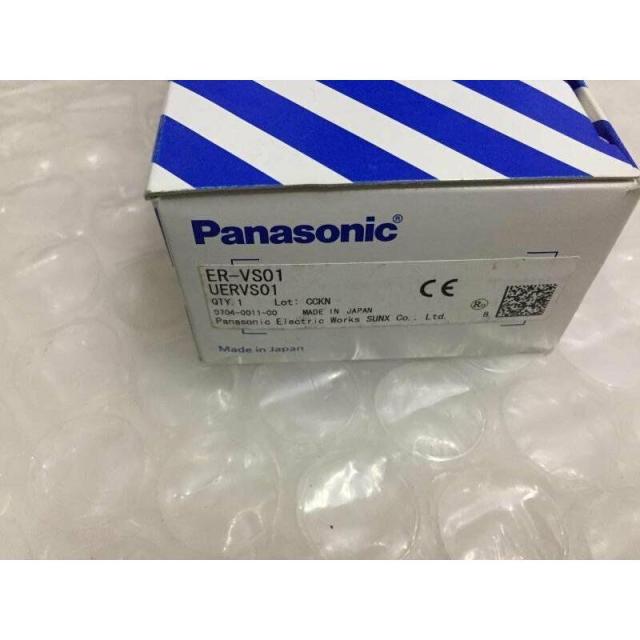 Panasonic®
ER-VS01
UERVS01
QTY.1 Lot: CCKN
0704-0011-00 MADE IN JAPAN
Panasonic Electric Works SUNX Co., Ltd.
CE
8
Made in Japan